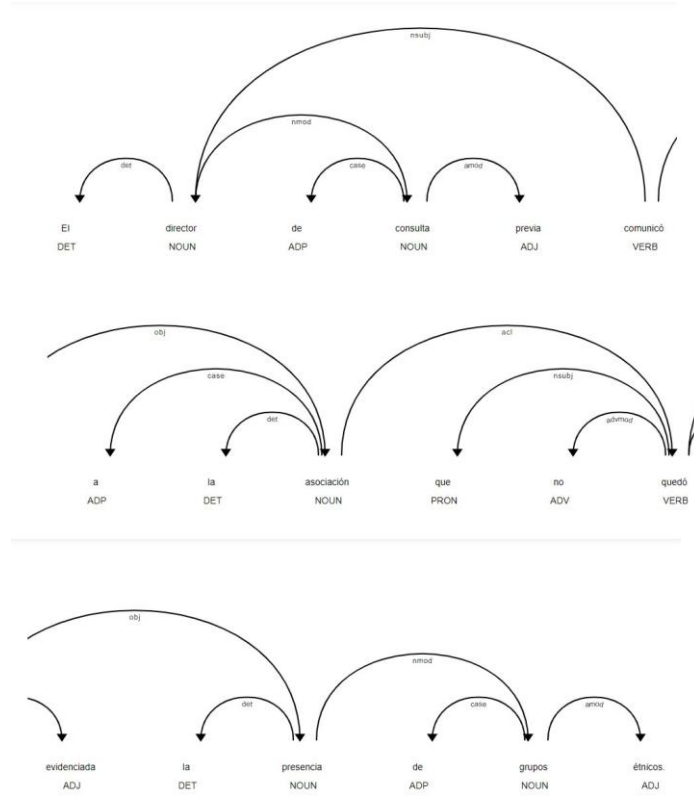 nsubj
nmod
det case amod
El director de consulta previa comunicó
DET NOUN ADP NOUN ADJ VERB
obj acl
case nsubj
det advmod
a la asociación que no quedó
ADP DET NOUN PRON ADV VERB
obj
nmod
det case amod
evidenciada la presencia de grupos étnicos.
ADJ DET NOUN ADP NOUN ADJ